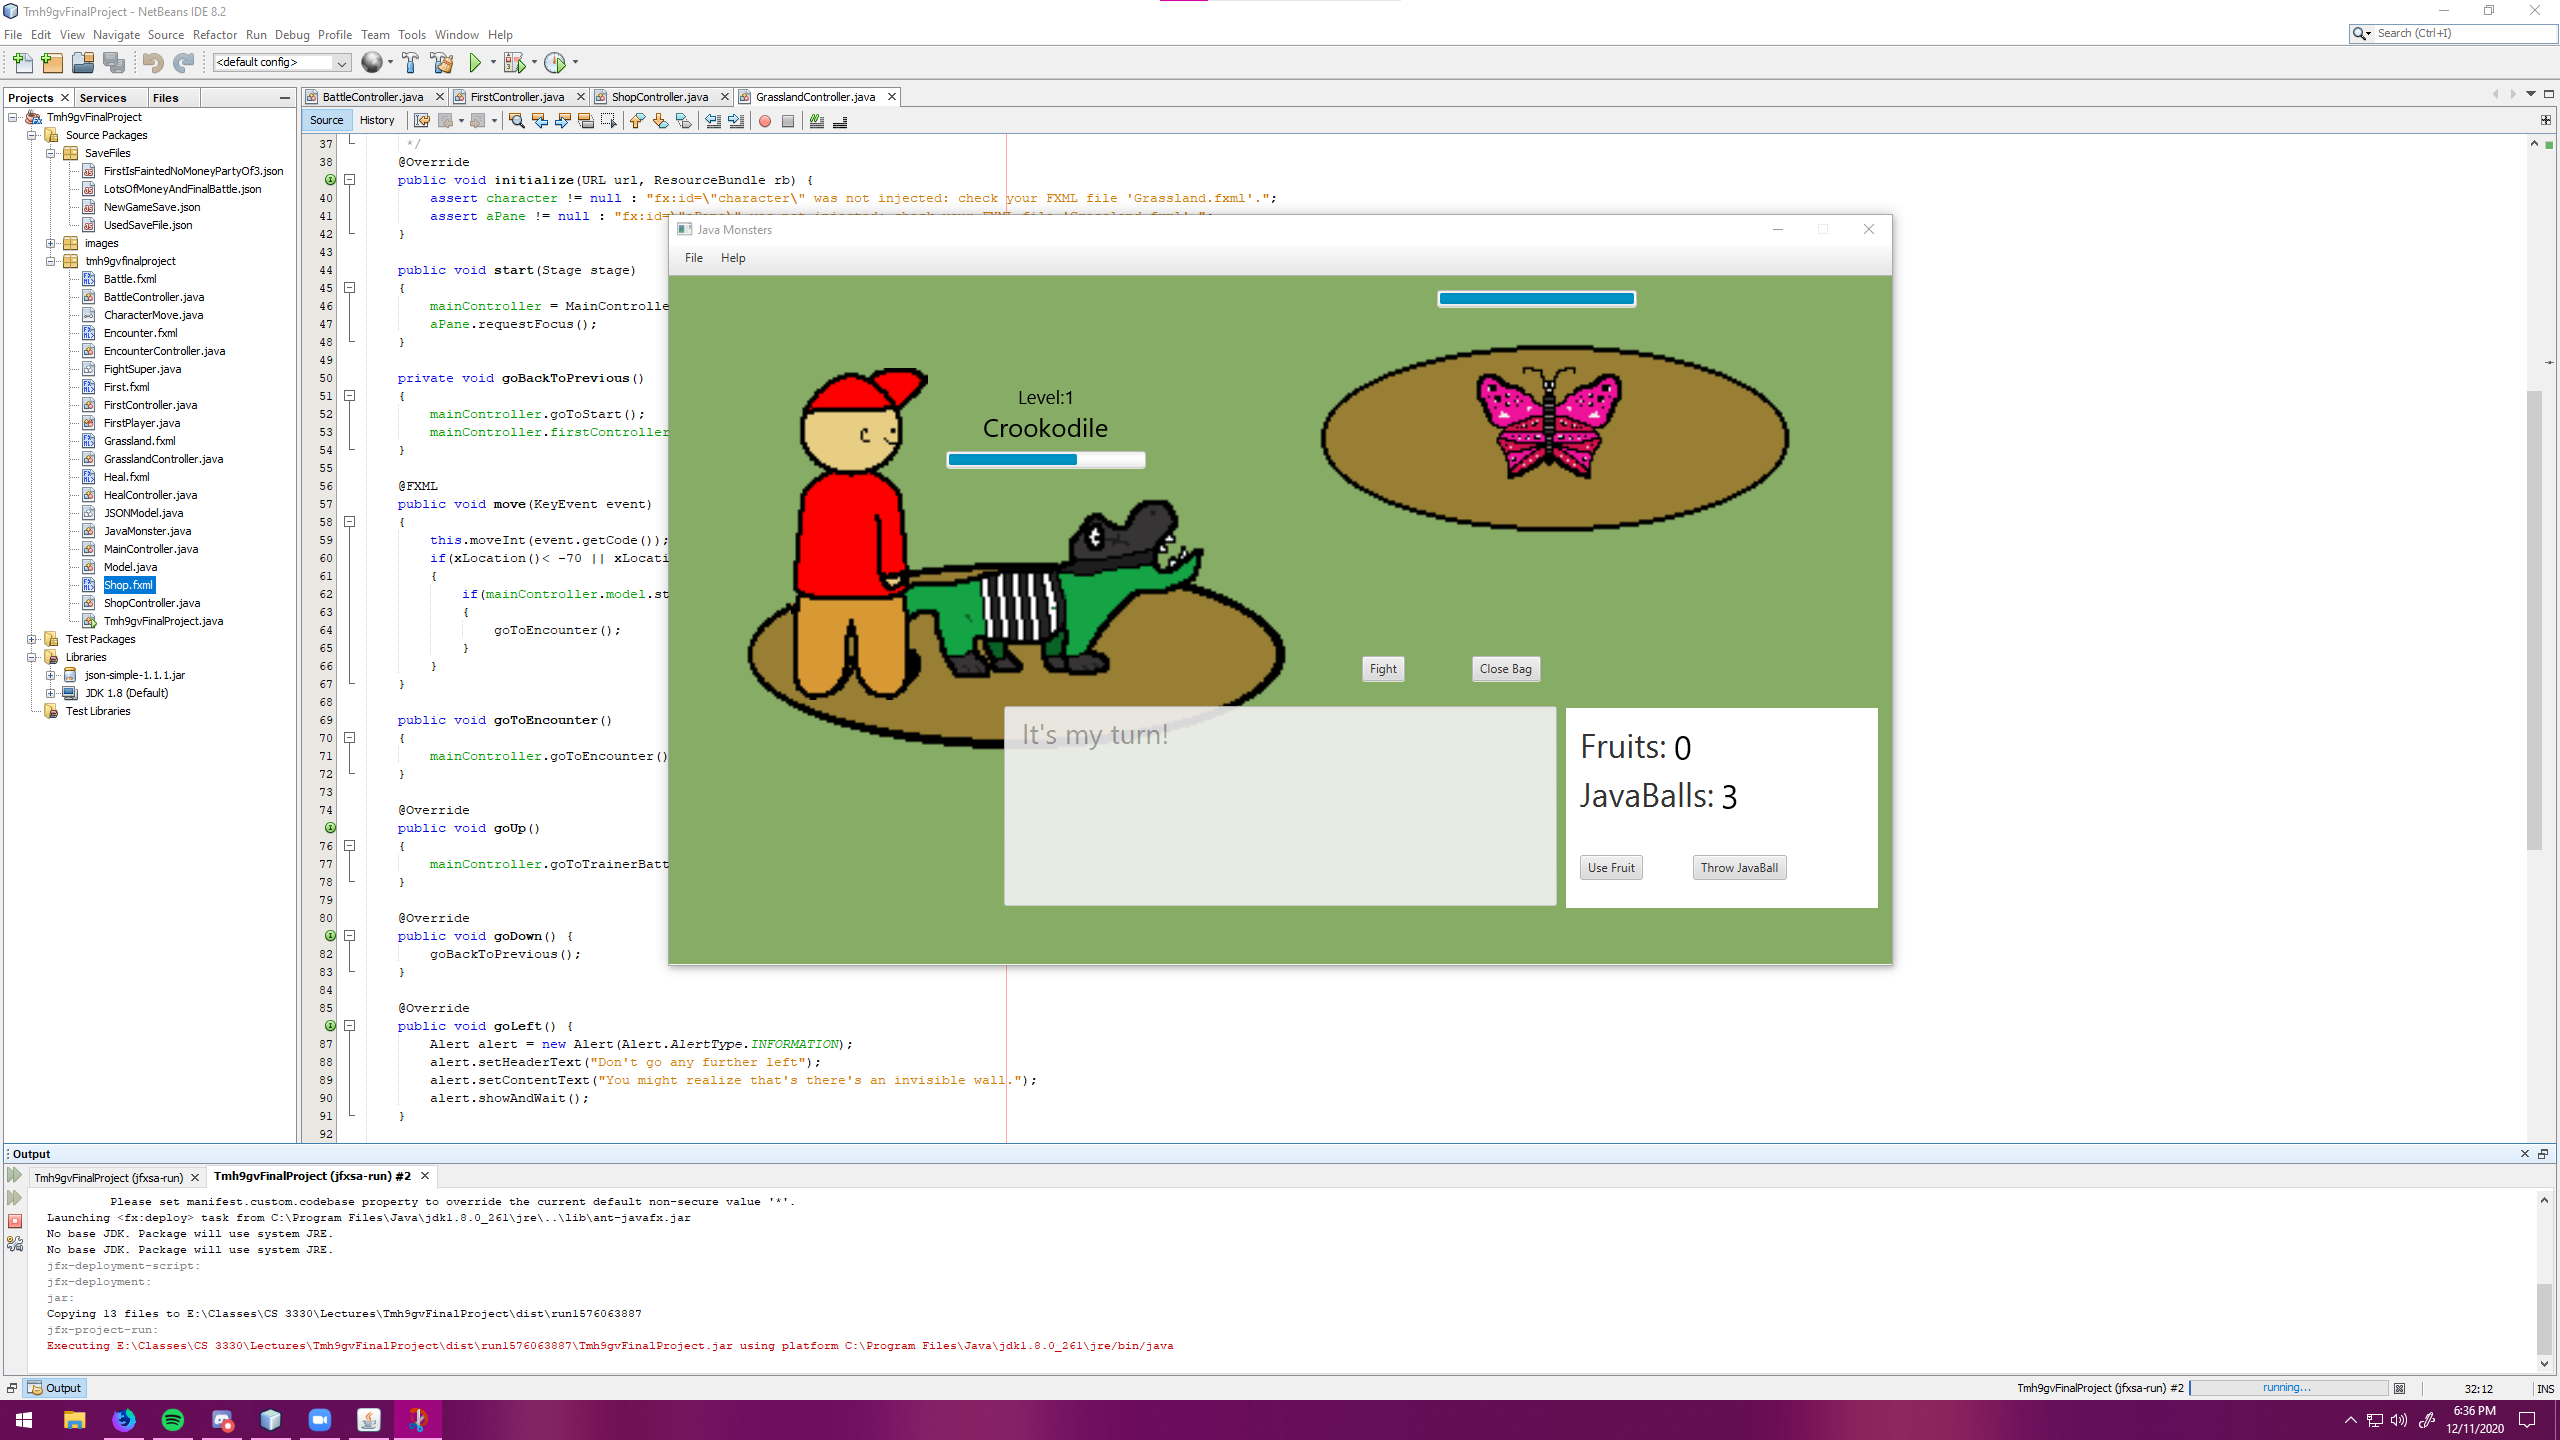 Tmh9gvFinalProject - NetBeans IDE 8.2
File Edit View Navigate Source Refactor Run Debug Profile Team Tools Window Help
Search (Ctrl+I)
<default config>
Projects Services Files
BattleController.java FirstController.java ShopController.java GrasslandController.java
Source History
Tmh9gvFinalProject
Source Packages
SaveFiles
FirstIsFaintedNoMoneyPartyOf3.json
LotsOfMoneyAndFinalBattle.json
NewGameSave.json
UsedSaveFile.json
images
tmh9gvfinalproject
Battle.fxml
BattleController.java
CharacterMove.java
Encounter.fxml
EncounterController.java
FightSuper.java
First.fxml
FirstController.java
FirstPlayer.java
Grassland.fxml
GrasslandController.java
Heal.fxml
HealController.java
JSONModel.java
JavaMonster.java
MainController.java
Model.java
Shop.fxml
ShopController.java
Tmh9gvFinalProject.java
Test Packages
Libraries
json-simple-1.1.1.jar
JDK 1.8 (Default)
Test Libraries
37 */
38 @Override
public void initialize(URL url, ResourceBundle rb) {
40 assert character != null : "fx:id=\"character\" was not injected: check your FXML file 'Grassland.fxml'.";
41 assert aPane != null : "fx:id=\"aPane\" was not injected: check your FXML file 'Grassland.fxml'.";
42 }
43
44 public void start(Stage stage)
45 {
46 mainController = MainControlle
47 aPane.requestFocus();
48 }
49
50 private void goBackToPrevious()
51 {
52 mainController.goToStart();
53 mainController.firstController
54 }
55
56 @FXML
57 public void move(KeyEvent event)
58 {
59 this.moveInt(event.getCode());
60 if(xLocation()< -70 || xLocati
61 {
62 if(mainController.model.st
63 {
64 goToEncounter();
65 }
66 }
67 }
68
69 public void goToEncounter()
70 {
71 mainController.goToEncounter()
72 }
73
74 @Override
public void goUp()
76 {
77 mainController.goToTrainerBatt
78 }
79
80 @Override
public void goDown() {
82 goBackToPrevious();
83 }
84
85 @Override
public void goLeft() {
87 Alert alert = new Alert(Alert.AlertType.INFORMATION);
88 alert.setHeaderText("Don't go any further left");
89 alert.setContentText("You might realize that's there's an invisible wall.");
90 alert.showAndWait();
91 }
92
Java Monsters
File Help
Level:1
Crookodile
Fight Close Bag
It's my turn!
Fruits: 0
JavaBalls: 3
Use Fruit Throw JavaBall
Output
Tmh9gvFinalProject (jfxsa-run) Tmh9gvFinalProject (jfxsa-run) #2
Please set manifest.custom.codebase property to override the current default non-secure value '*'.
Launching <fx:deploy> task from C:\Program Files\Java\jdk1.8.0_261\jre\..\lib\ant-javafx.jar
No base JDK. Package will use system JRE.
No base JDK. Package will use system JRE.
jfx-deployment-script:
jfx-deployment:
jar:
Copying 13 files to E:\Classes\CS 3330\Lectures\Tmh9gvFinalProject\dist\run1576063887
jfx-project-run:
Executing E:\Classes\CS 3330\Lectures\Tmh9gvFinalProject\dist\run1576063887\Tmh9gvFinalProject.jar using platform C:\Program Files\Java\jdk1.8.0_261\jre/bin/java
Output
Tmh9gvFinalProject (jfxsa-run) #2 running... 32:12 INS
6:36 PM
12/11/2020